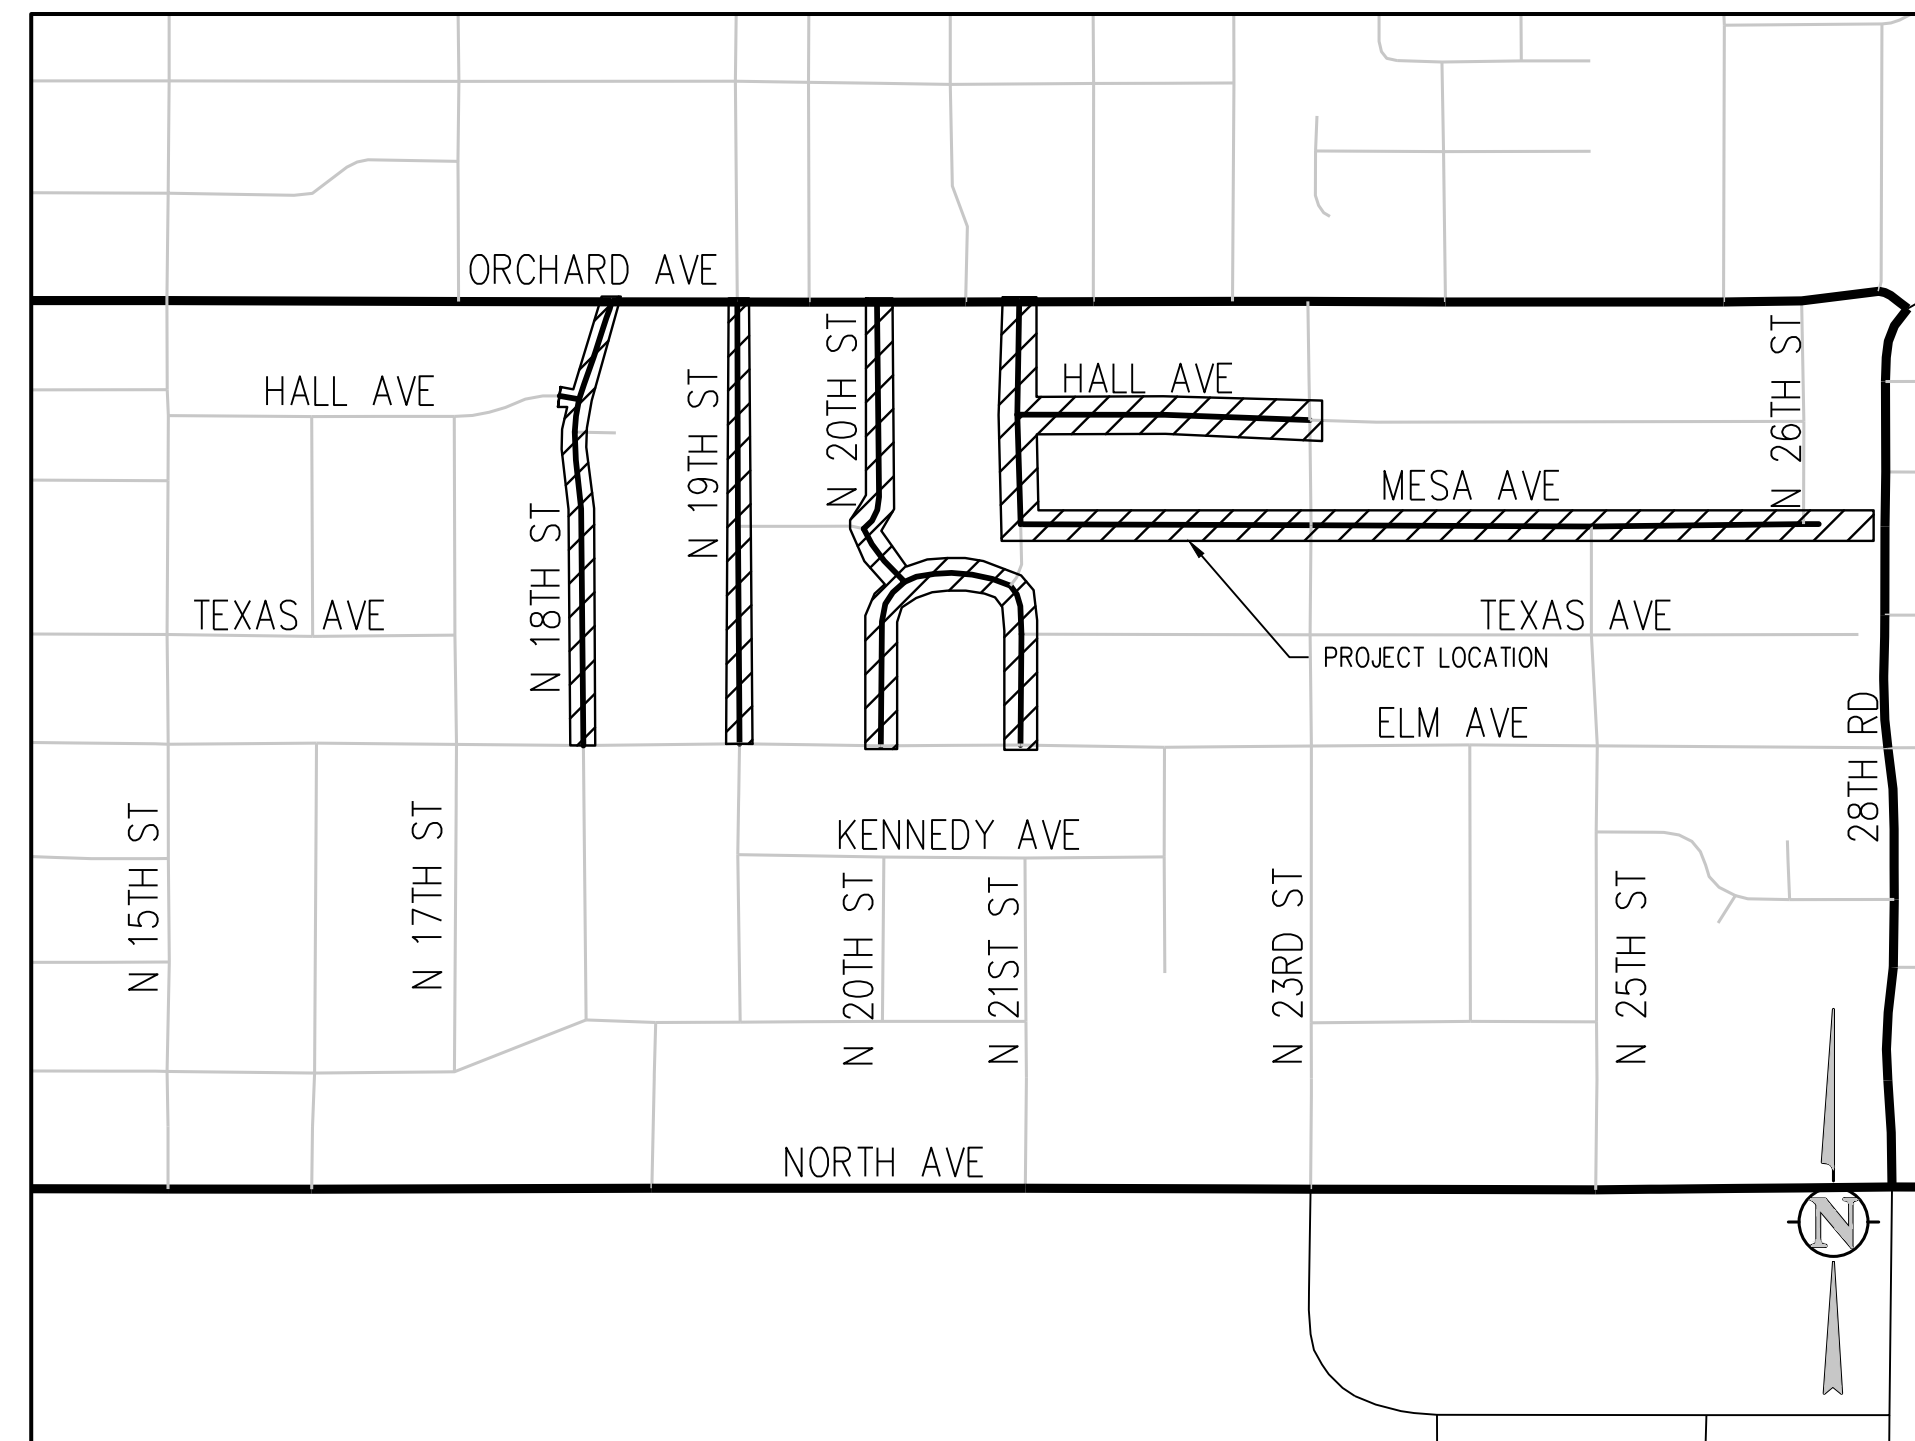 ORCHARD AVE
N 20TH ST
N 26TH ST
HALL AVE
HALL AVE
N 19TH ST
MESA AVE
N 18TH ST
TEXAS AVE
TEXAS AVE
PROJECT LOCATION
ELM AVE
28TH RD
N 15TH ST
N 17TH ST
KENNEDY AVE
N 20TH ST
N 21ST ST
N 23RD ST
N 25TH ST
NORTH AVE
N